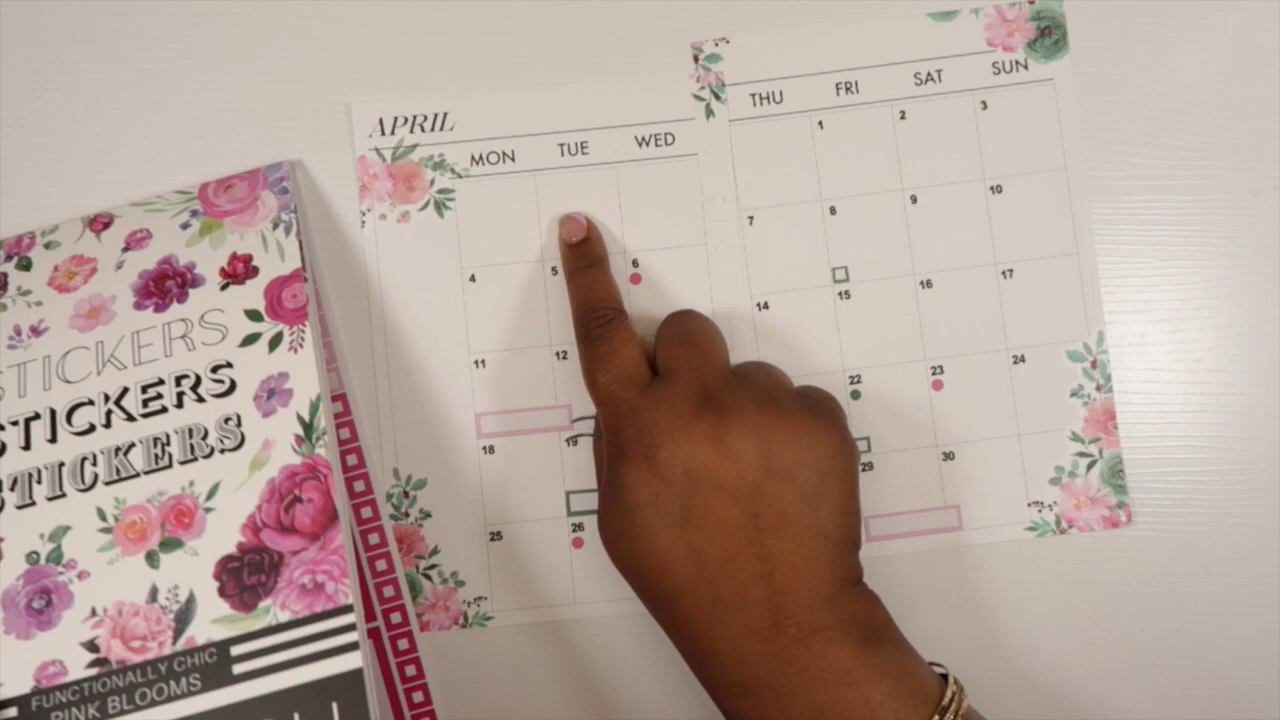 APRIL
MON TUE WED THU FRI SAT SUN
1 2 3
4 5 6 7 8 9 10
11 12 14 15 16 17
18 19 22 23 24
25 26 29 30
STICKERS
STICKERS
STICKERS
FUNCTIONALLY CHIC
PINK BLOOMS